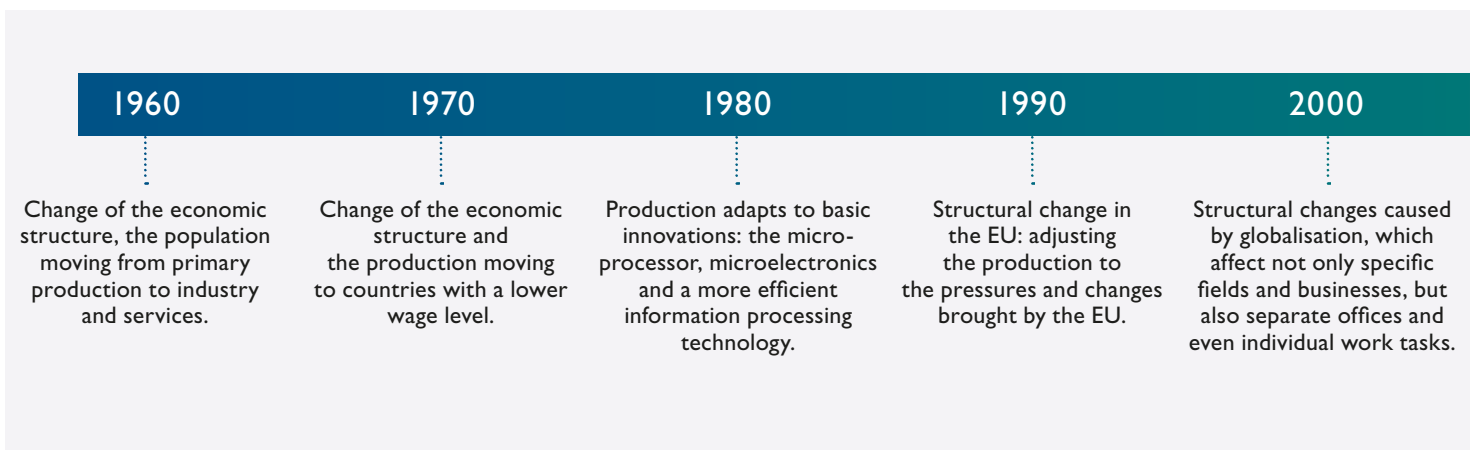 1960
Change of the economic
structure, the population
moving from primary
production to industry
and services.
1970
Change of the economic
structure and
the production moving
to countries with a lower
wage level.
1980
Production adapts to basic
innovations: the micro-
processor, microelectronics
and a more efficient
information processing
technology.
1990
Structural change in
the EU: adjusting
the production to
the pressures and changes
brought by the EU.
2000
Structural changes caused
by globalisation, which
affect not only specific
fields and businesses, but
also separate offices and
even individual work tasks.